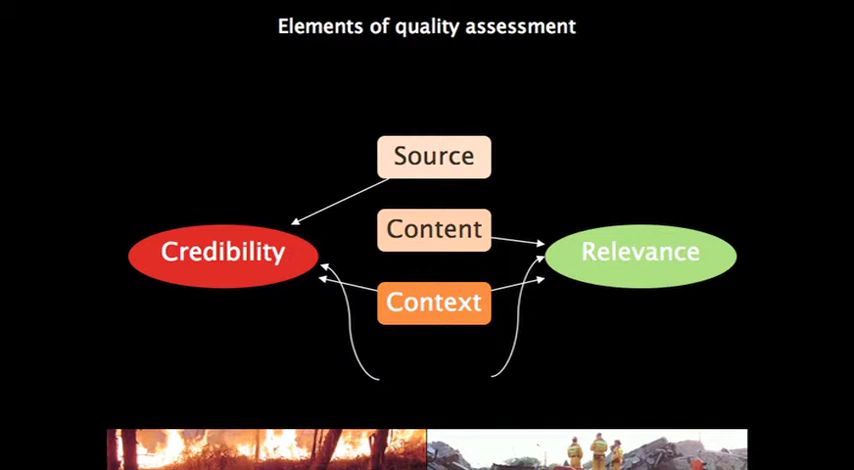 Elements of quality assessment
Source
Content
Credibility
Relevance
Context